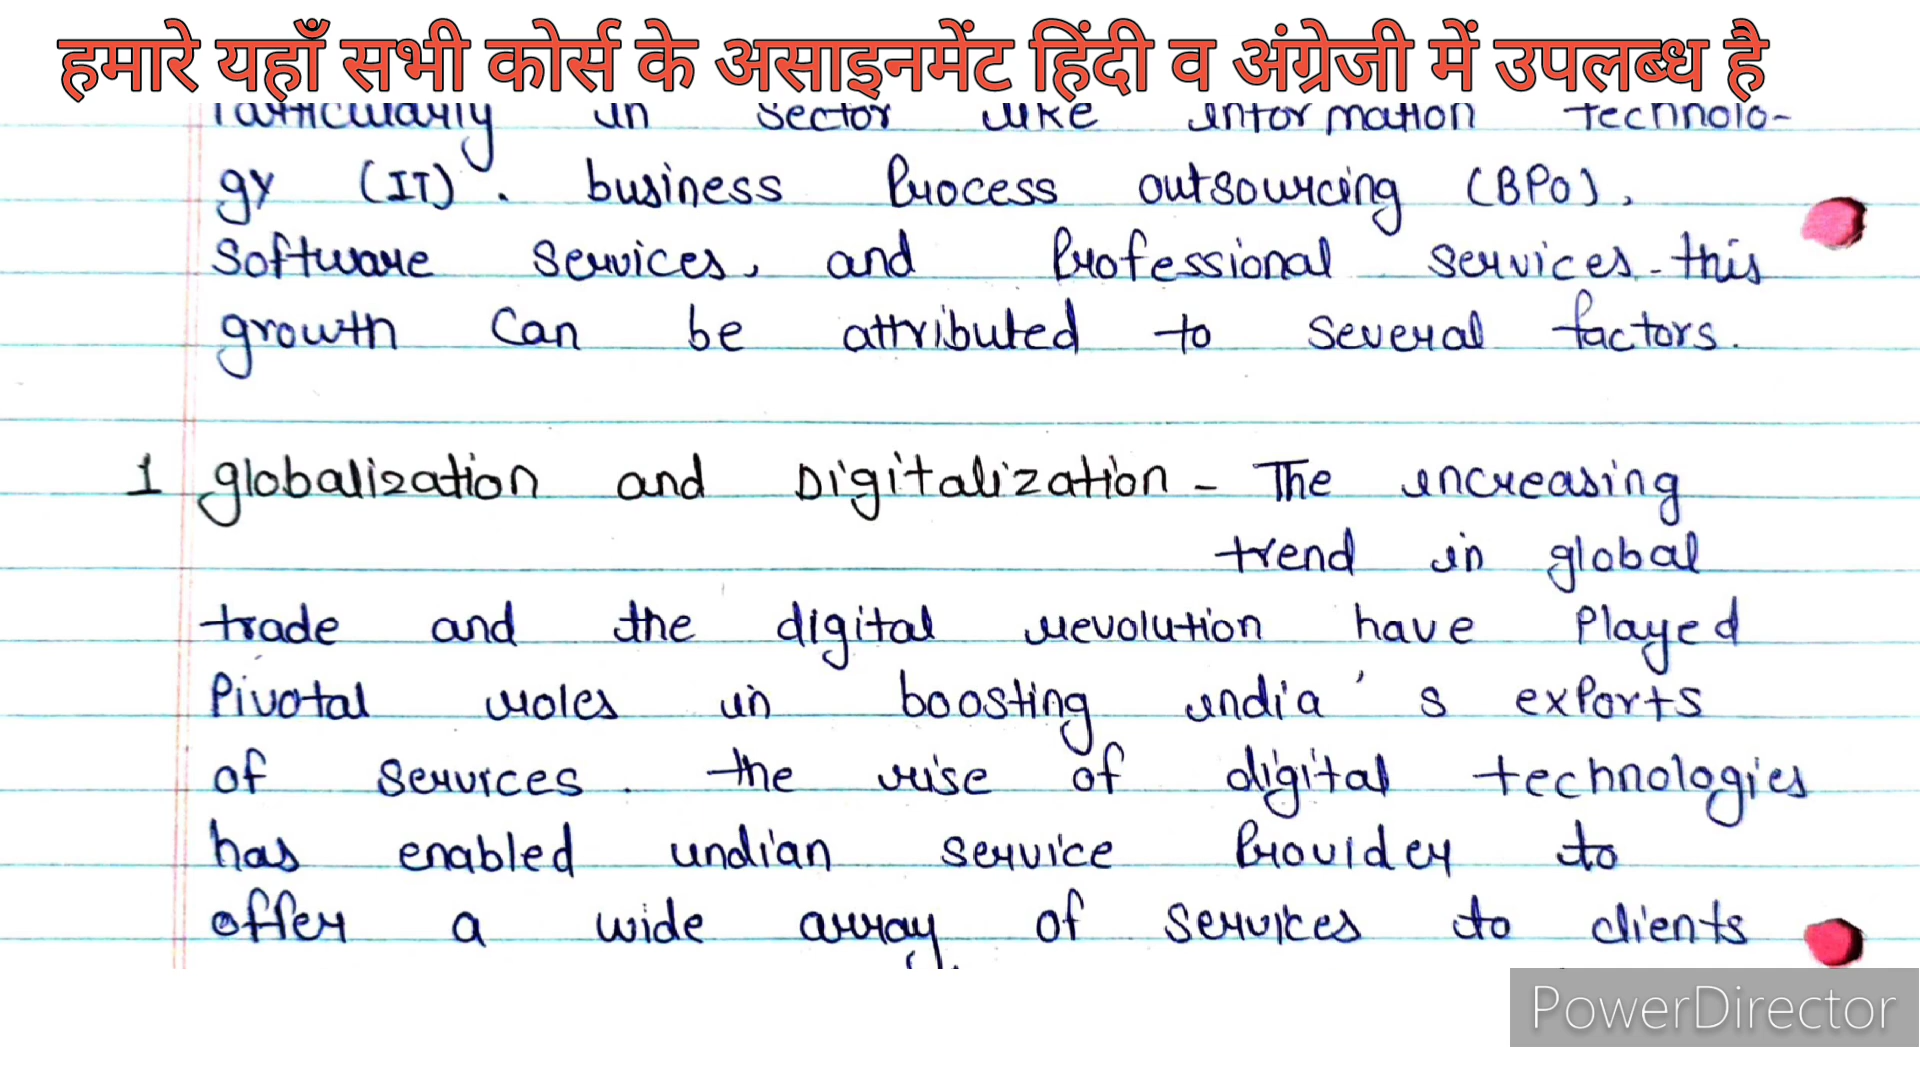 हमारे यहाँ सभी कोर्स के असाइनमेंट हिंदी व अंग्रेजी में उपलब्ध है
Particularly in sector like information technolo-
gy (IT). business Process outsourcing (BPO),
Software services, and Professional services. this
growth can be attributed to several factors.
1 globalization and Digitalization - The increasing
trend in global
trade and the digital revolution have Played
Pivotal roles in boosting india's exports
of services. the rise of digital technologies
has enabled indian service Provider to
offer a wide array of services to clients
PowerDirector